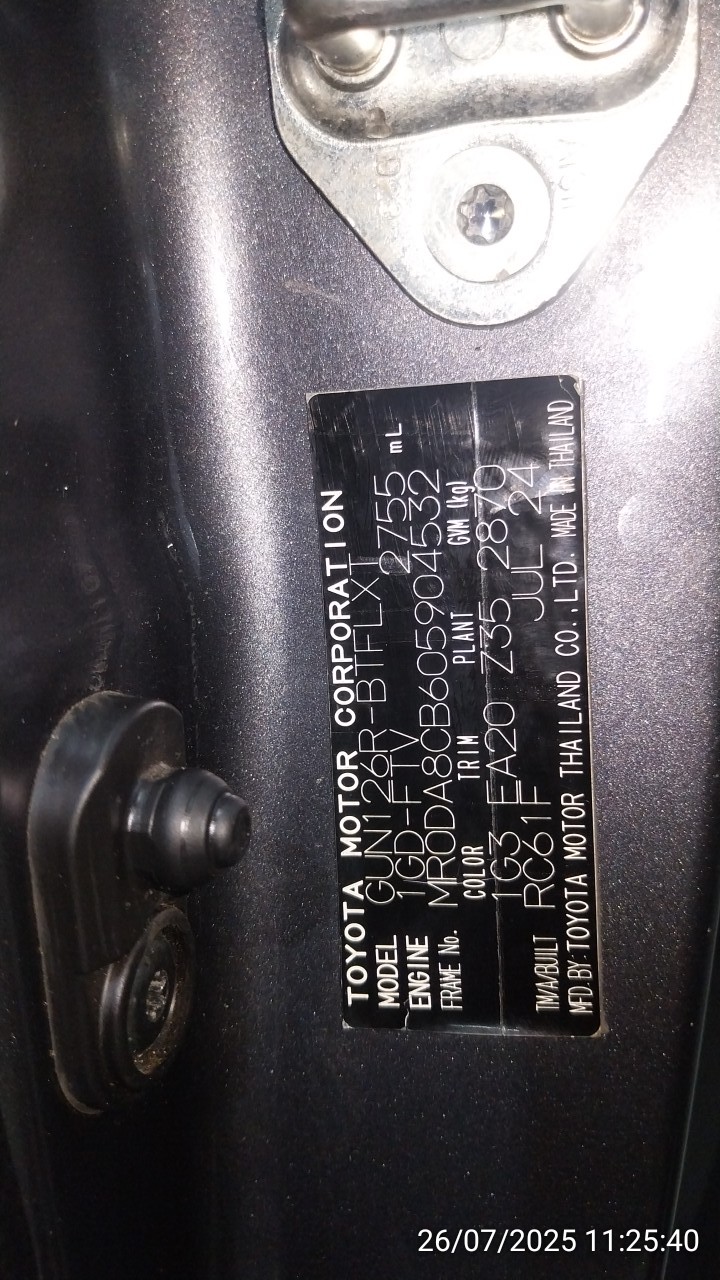 TOYOTA MOTOR CORPORATION
MODEL GUN126R-BTFLXT
ENGINE 1GD-FTV 2755 mL
FRAME No. MR0DA8CB605904532
COLOR TRIM PLANT GVM (kg)
1G3 EA20 Z35 2870
TM/A/BUILT RC61F JUL 24
MFD.BY:TOYOTA MOTOR THAILAND CO.,LTD. MADE IN THAILAND
26/07/2025 11:25:40